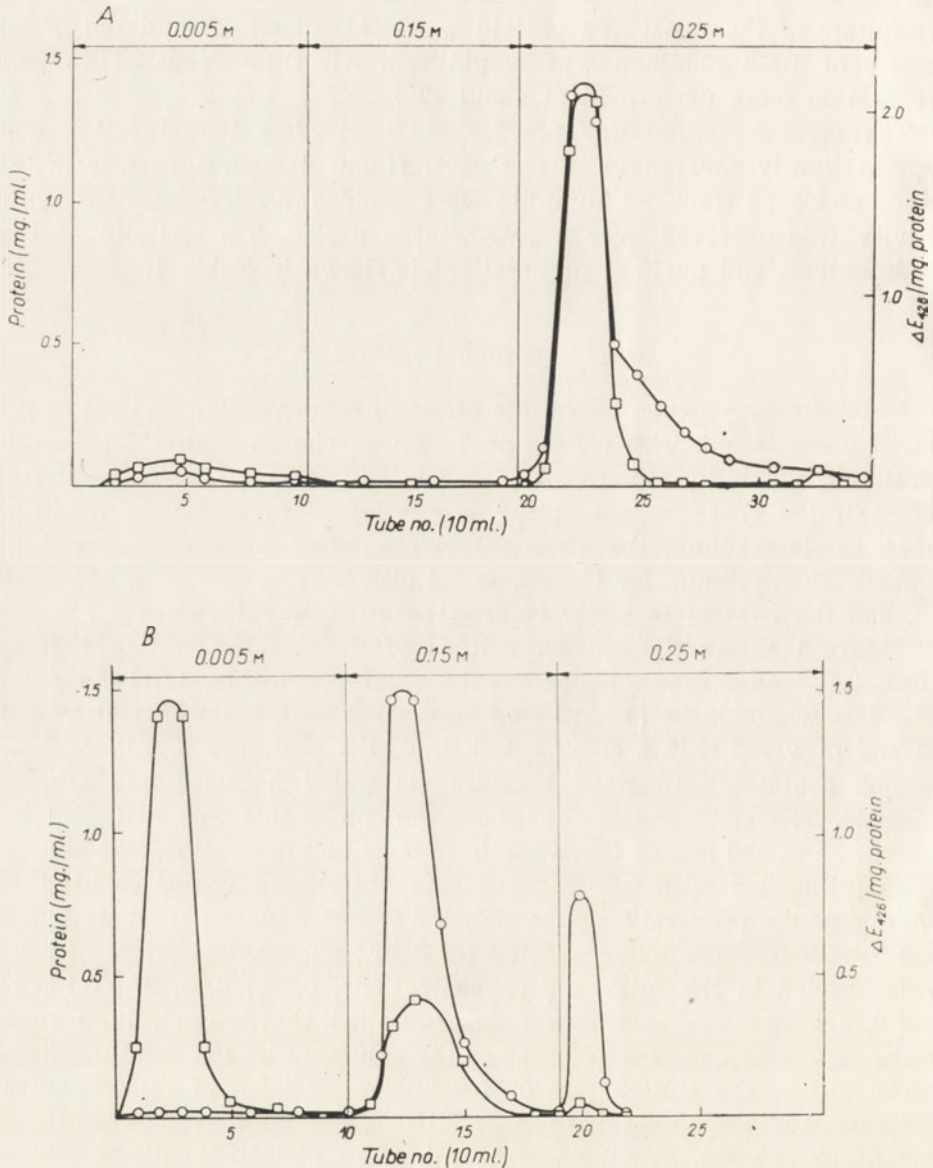 A
0.005 M 0.15 M 0.25 M
1.5
1.0
0.5
Protein (mg./ml.)
2.0
1.0
ΔE₄₂₆/mg. protein
5 10 15 20 25 30
Tube no. (10 ml.)
B
0.005 M 0.15 M 0.25 M
1.5
1.0
0.5
Protein (mg./ml.)
1.5
1.0
0.5
ΔE₄₂₆/mg. protein
5 10 15 20 25
Tube no. (10 ml.)